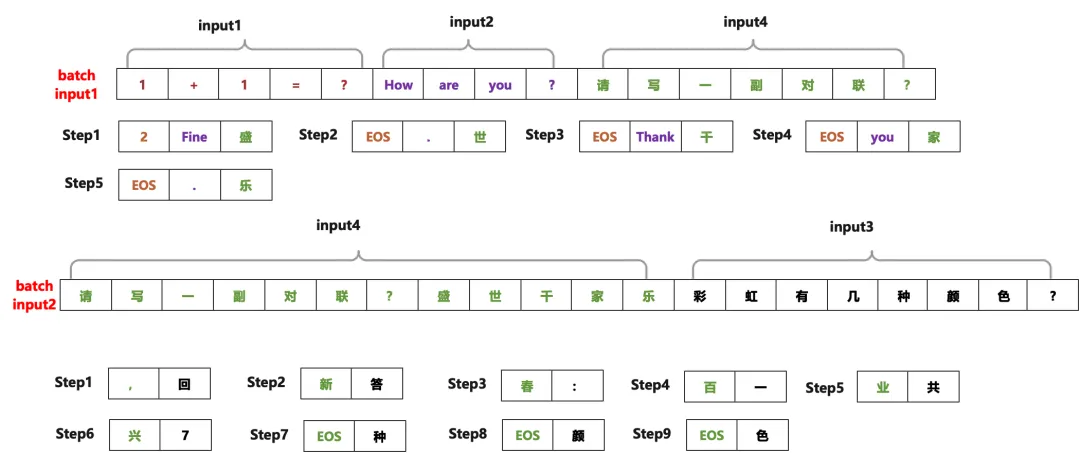 input1 input2 input4
batch input1 1 + 1 = ? How are you ? 请 写 一 副 对 联 ?
Step1 2 Fine 盛 Step2 EOS . 世 Step3 EOS Thank 干 Step4 EOS you 家
Step5 EOS . 乐
input4 input3
batch input2 请 写 一 副 对 联 ? 盛 世 干 家 乐 彩 虹 有 几 种 颜 色 ?
Step1 , 回 Step2 新 答 Step3 春 : Step4 百 一 Step5 业 共
Step6 兴 7 Step7 EOS 种 Step8 EOS 颜 Step9 EOS 色